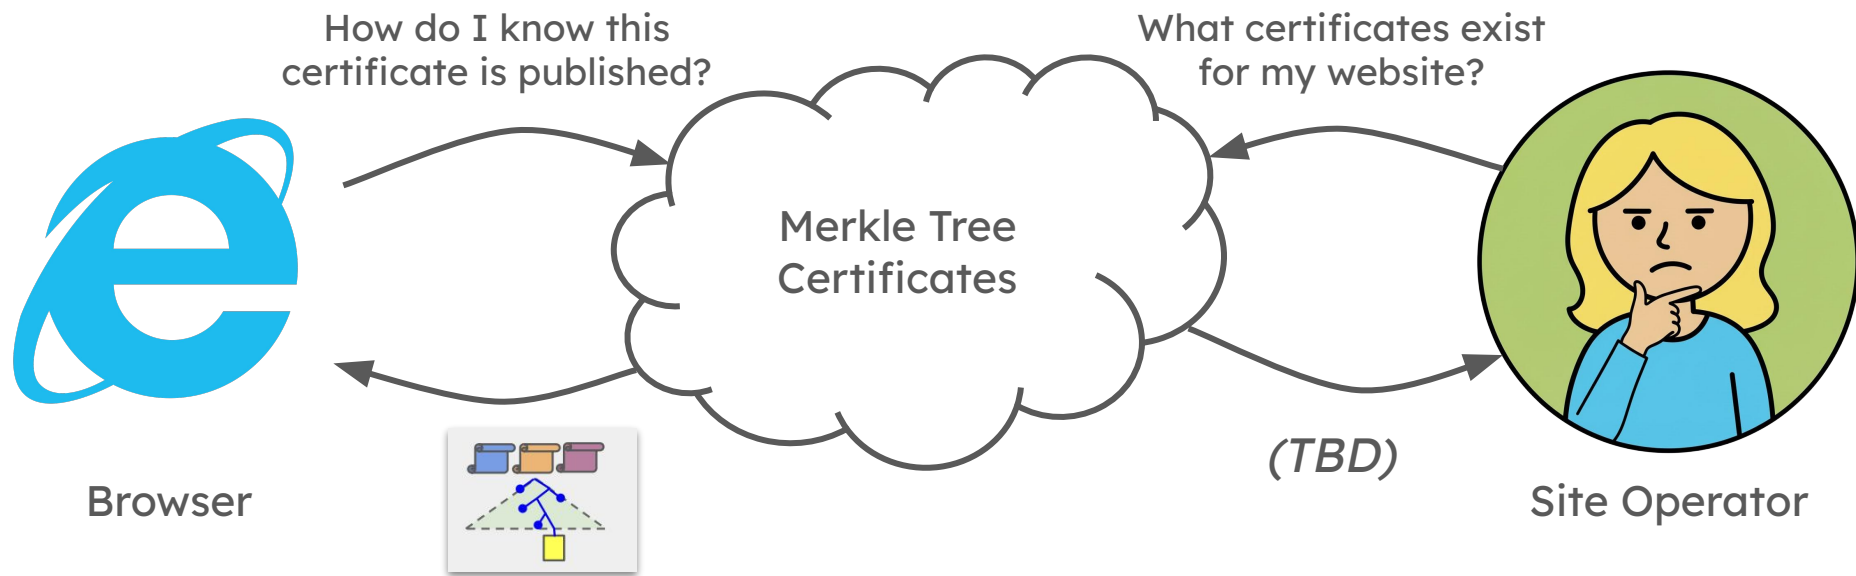 How do I know this
certificate is published?
What certificates exist
for my website?
Merkle Tree
Certificates
(TBD)
Browser
Site Operator